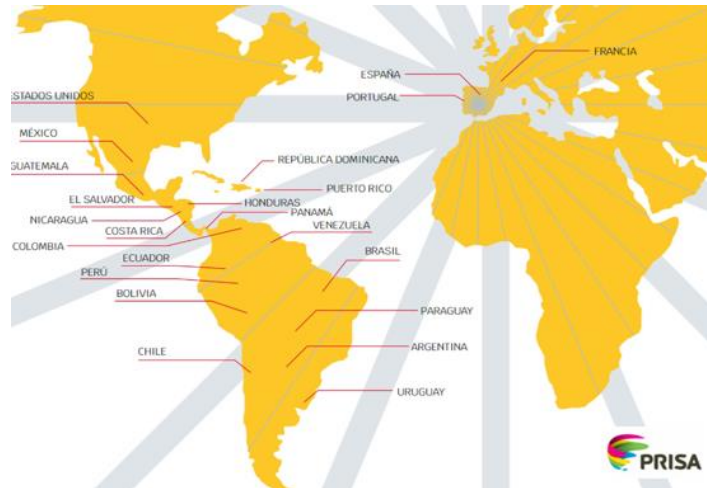 FRANCIA
ESPAÑA
PORTUGAL
ESTADOS UNIDOS
MÉXICO
REPÚBLICA DOMINICANA
GUATEMALA
PUERTO RICO
EL SALVADOR
HONDURAS
NICARAGUA
PANAMÁ
COSTA RICA
VENEZUELA
COLOMBIA
BRASIL
ECUADOR
PERÚ
BOLIVIA
PARAGUAY
CHILE
ARGENTINA
URUGUAY
PRISA